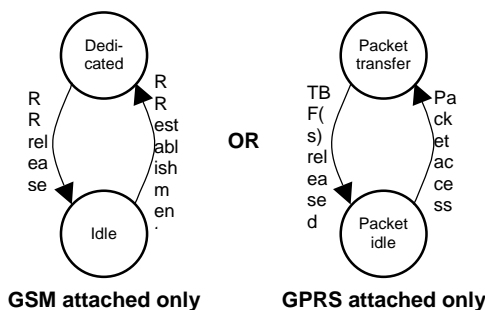 Dedi-
cated
R
R
rel
ea
se
R
R
est
abl
ish
m
en
Idle
GSM attached only
OR
Packet
transfer
TB
F(
s)
rel
ea
se
d
Pa
ck
et
ac
ce
ss
Packet
idle
GPRS attached only